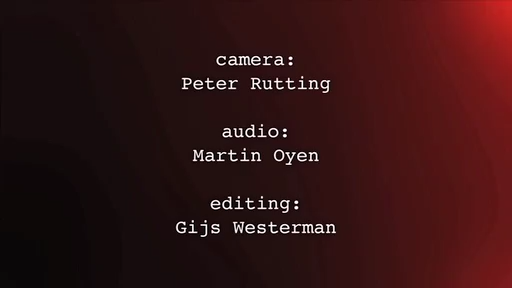 camera:
Peter Rutting
audio:
Martin Oyen
editing:
Gijs Westerman